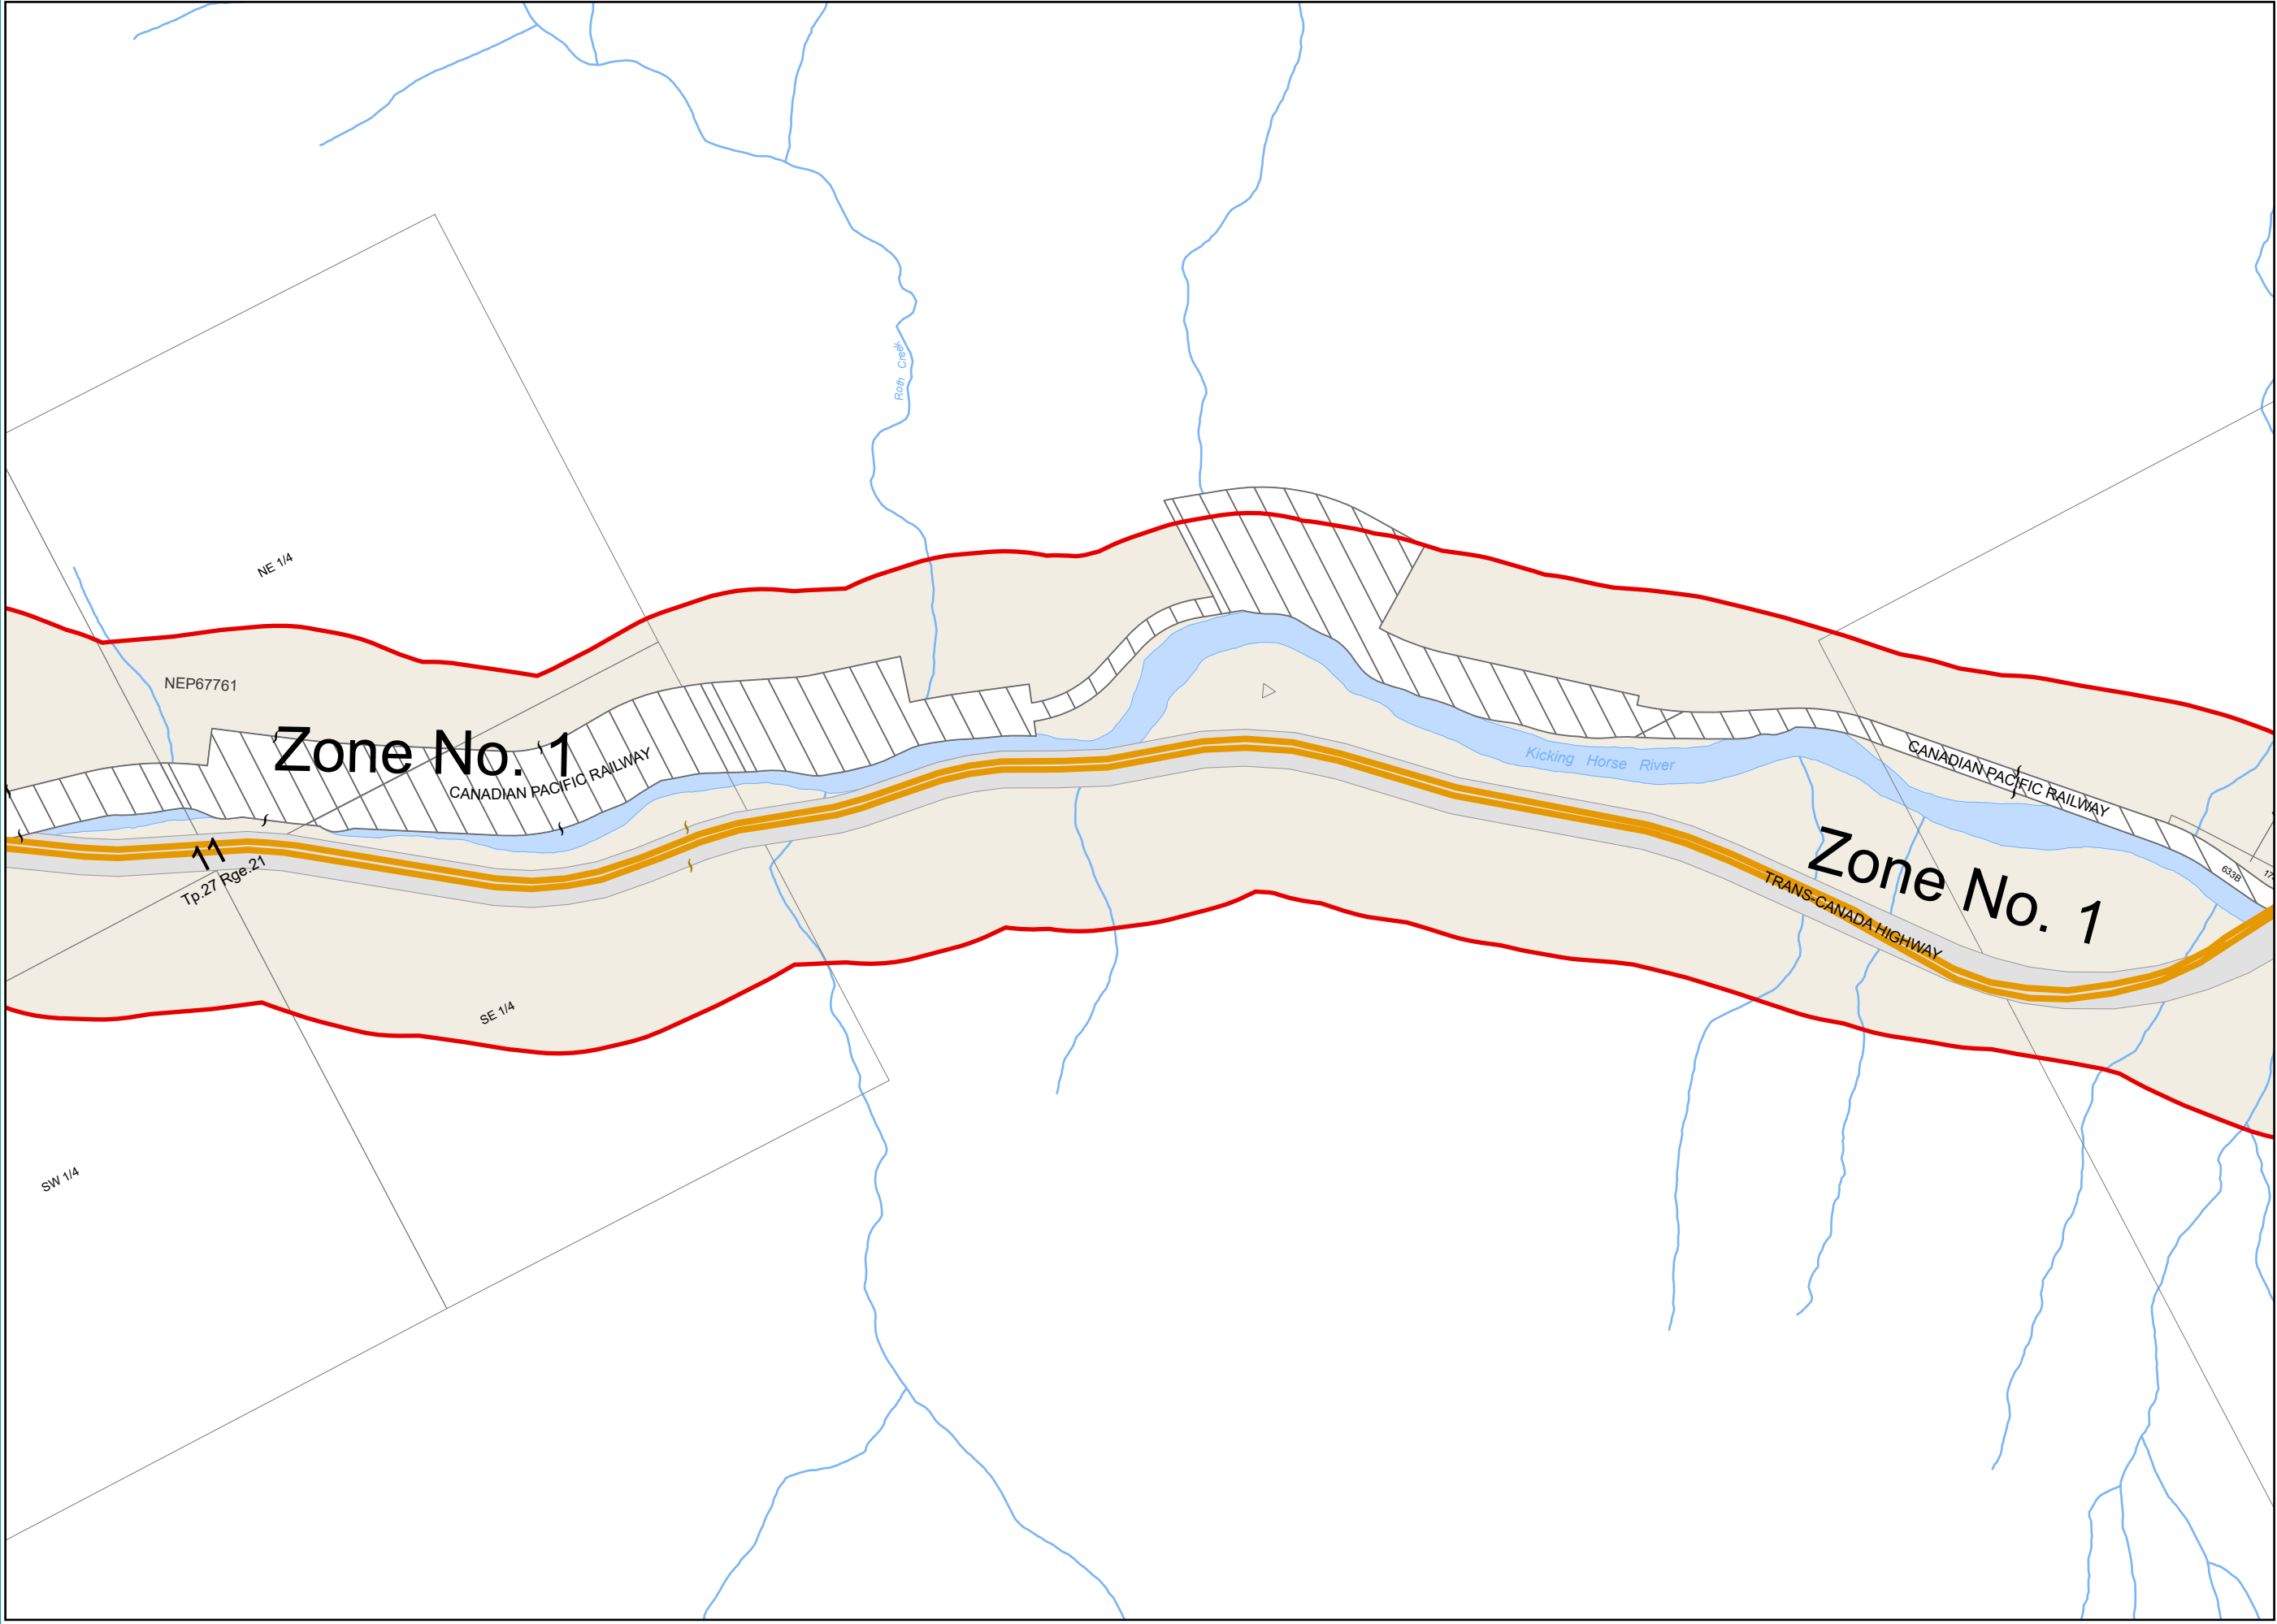 Roth Creek
NE 1/4
NEP67761
Zone No. 1
CANADIAN PACIFIC RAILWAY
Kicking Horse River
CANADIAN PACIFIC RAILWAY
11
Tp.27 Rge.21
Zone No. 1
TRANS-CANADA HIGHWAY
633B
SE 1/4
SW 1/4